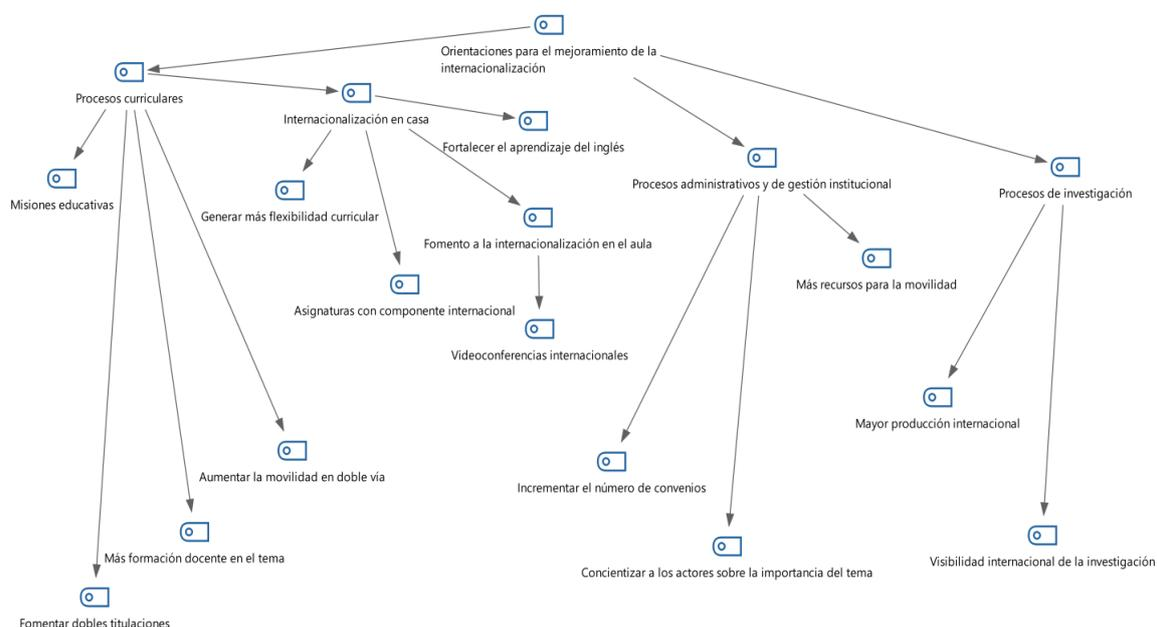 Orientaciones para el mejoramiento de la
internacionalización
Procesos curriculares
Internacionalización en casa
Fortalecer el aprendizaje del inglés
Procesos administrativos y de gestión institucional
Procesos de investigación
Misiones educativas
Generar más flexibilidad curricular
Fomento a la internacionalización en el aula
Más recursos para la movilidad
Asignaturas con componente internacional
Videoconferencias internacionales
Mayor producción internacional
Aumentar la movilidad en doble vía
Incrementar el número de convenios
Más formación docente en el tema
Visibilidad internacional de la investigación
Concientizar a los actores sobre la importancia del tema
Fomentar dobles titulaciones